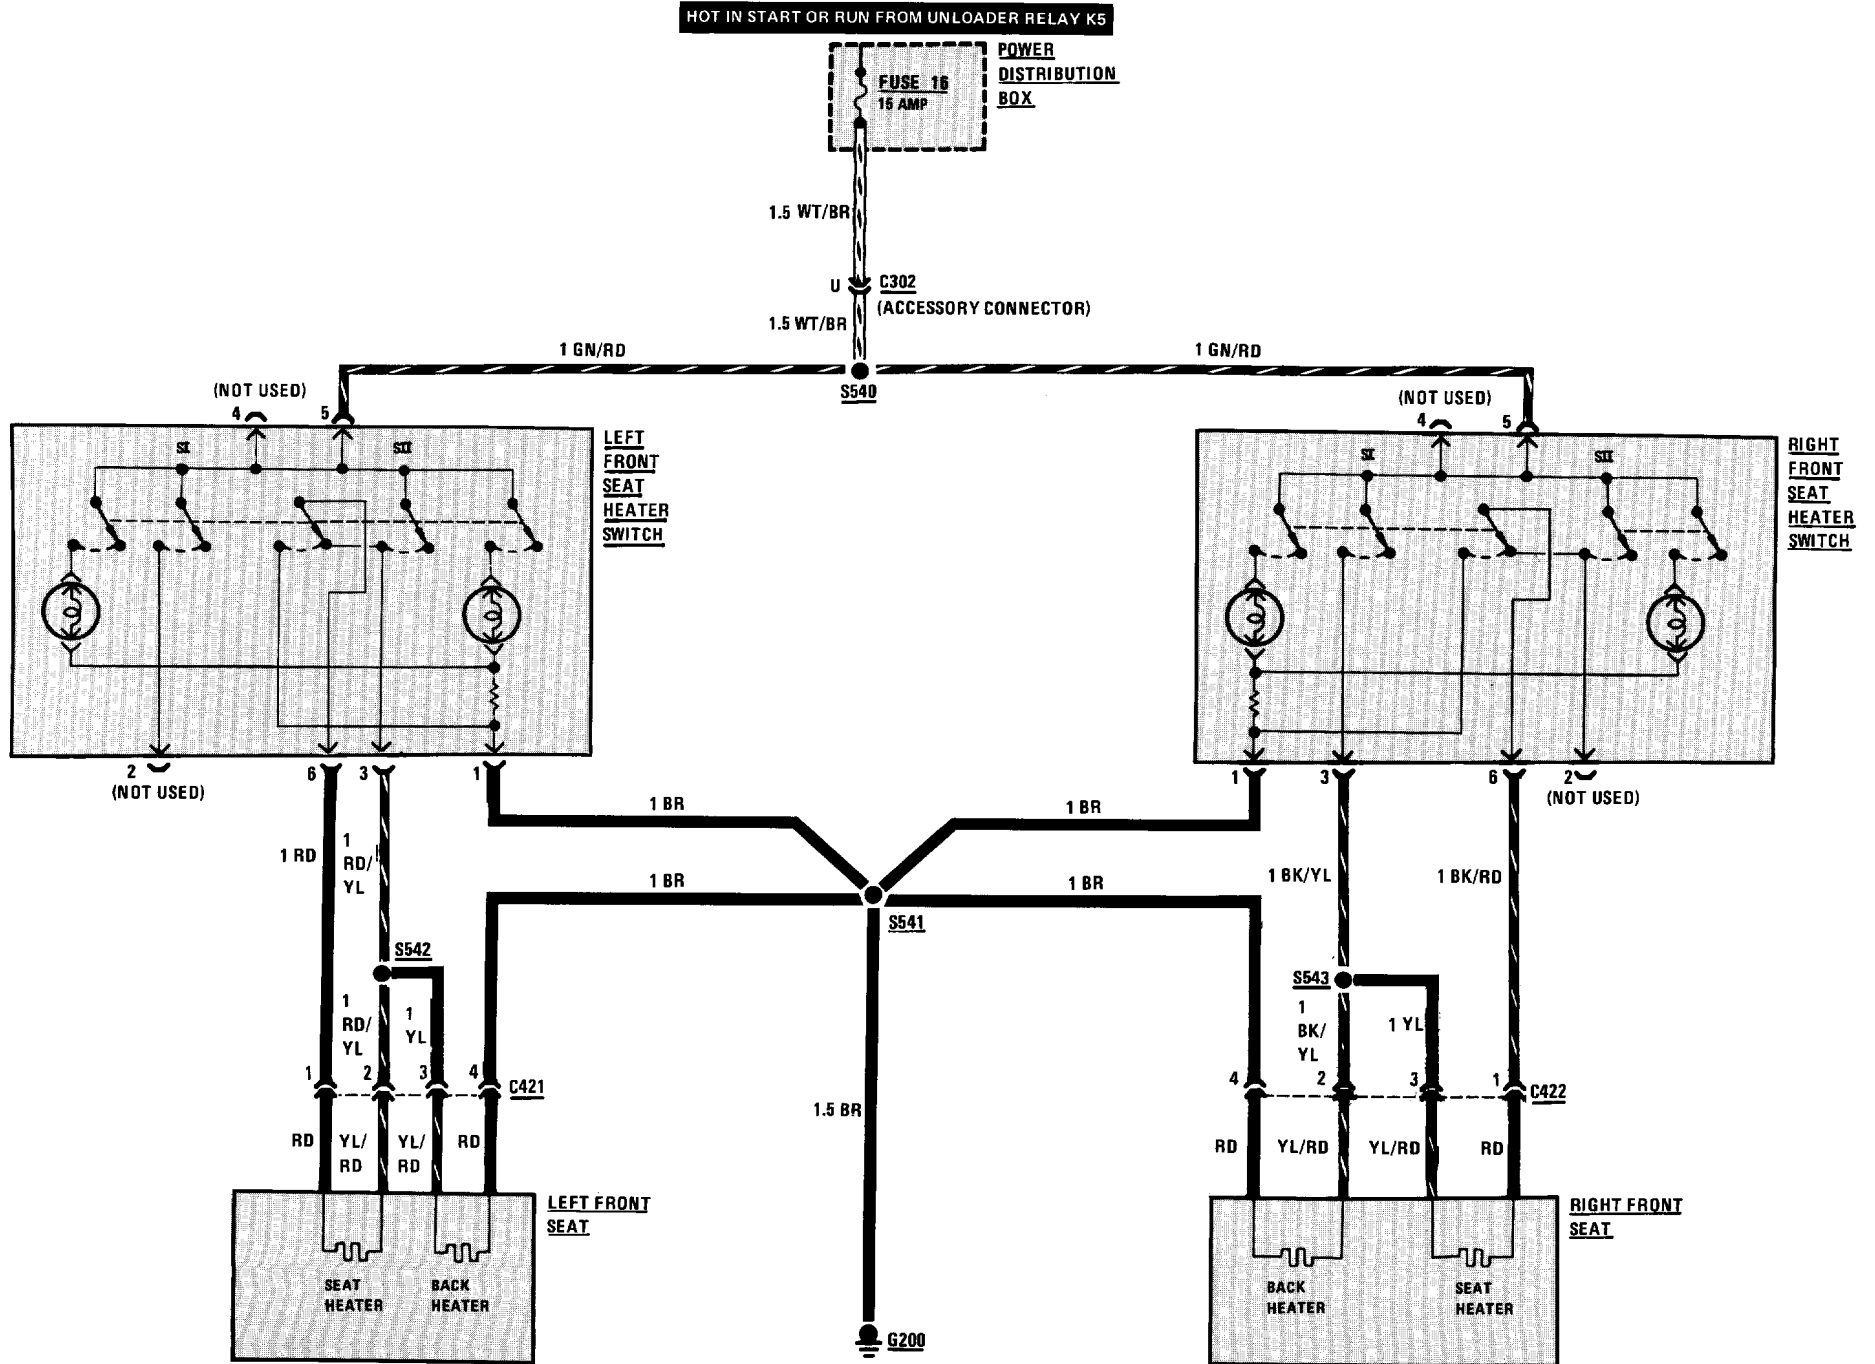 HOT IN START OR RUN FROM UNLOADER RELAY K5
POWER
DISTRIBUTION
BOX
FUSE 16
15 AMP
1.5 WT/BR
U
C302
(ACCESSORY CONNECTOR)
1.5 WT/BR
1 GN/RD
1 GN/RD
S540
(NOT USED)
4
5
(NOT USED)
4
5
LEFT
FRONT
SEAT
HEATER
SWITCH
SI
SII
RIGHT
FRONT
SEAT
HEATER
SWITCH
SI
SII
2
(NOT USED)
6
3
1
1
3
6
2
(NOT USED)
1 BR
1 BR
1 RD
1
RD/
YL
1 BR
1 BR
1 BK/YL
1 BK/RD
S541
S542
S543
1
RD/
YL
1
YL
1
BK/
YL
1 YL
1
2
3
4
C421
4
2
3
1
C422
1.5 BR
RD
YL/
RD
YL/
RD
RD
RD
YL/RD
YL/RD
RD
LEFT FRONT
SEAT
RIGHT FRONT
SEAT
SEAT
HEATER
BACK
HEATER
BACK
HEATER
SEAT
HEATER
G200